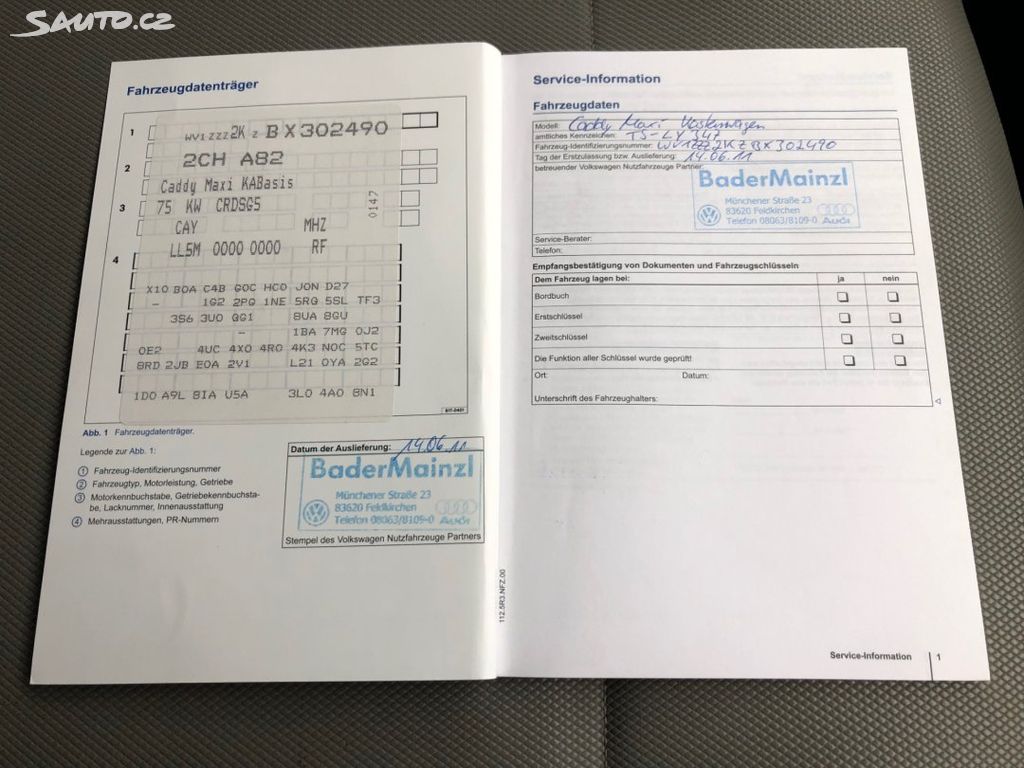 SAUTO.CZ
Fahrzeugdatenträger
1
WV1ZZZ2K Z BX302490
2
2CH A82
Caddy Maxi KABasis
3
75 KW CRDSG5
0147
CAY MHZ
4
LL5M 0000 0000 RF
X10 B0A C4B G0C HC0 J0N D27
- 1G2 2PG 1NE 5RG 5SL TF3
3S6 3U0 GG1 8UA 8GU
- 1BA 7MG 0J2
0E2 4UC 4X0 4R0 4K3 N0C 5TC
8RD 2JB E0A 2V1 L21 0YA 2G2
1D0 A9L 8IA U5A 3L0 4A0 8N1
Abb. 1 Fahrzeugdatenträger.
Legende zur Abb. 1:
1 Fahrzeug-Identifizierungsnummer
2 Fahrzeugtyp, Motorleistung, Getriebe
3 Motorkennbuchstabe, Getriebekennbuchsta-
be, Lacknummer, Innenausstattung
4 Mehrausstattungen, PR-Nummern
Datum der Auslieferung: 14.06.11
BaderMainzl
Münchener Straße 23
83620 Feldkirchen
Telefon 08063/8109-0 Audi
Stempel des Volkswagen Nutzfahrzeuge Partners
112.5R3.NFZ.00
Service-Information
Fahrzeugdaten
Modell: Caddy Maxi Volkswagen
amtliches Kennzeichen: TS-LY 347
Fahrzeug-Identifizierungsnummer: WV1ZZZ2KZBX302490
Tag der Erstzulassung bzw. Auslieferung: 14.06.11
betreuender Volkswagen Nutzfahrzeuge Partner:
BaderMainzl
Münchener Straße 23
83620 Feldkirchen
Telefon 08063/8109-0 Audi
Service-Berater:
Telefon:
Empfangsbestätigung von Dokumenten und Fahrzeugschlüsseln
Dem Fahrzeug lagen bei: ja nein
Bordbuch
Erstschlüssel
Zweitschlüssel
Die Funktion aller Schlüssel wurde geprüft!
Ort: Datum:
Unterschrift des Fahrzeughalters:
Service-Information 1